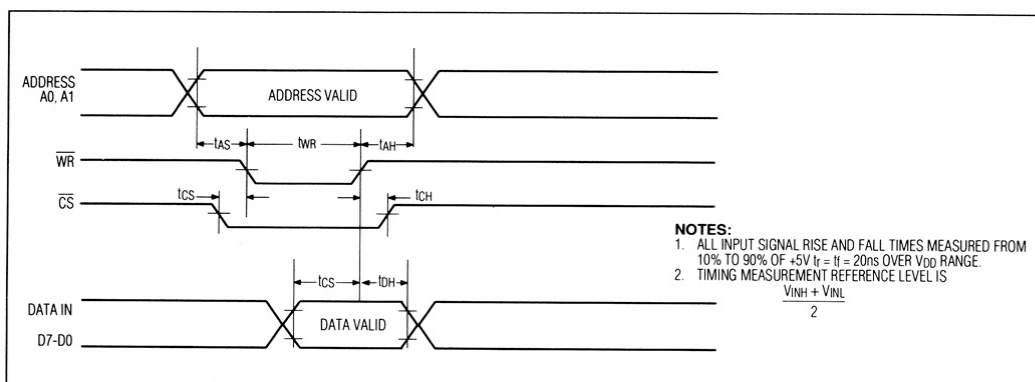 ADDRESS
A0, A1
ADDRESS VALID
tAS
tWR
tAH
WR
tCS
tCH
CS
NOTES:
1. ALL INPUT SIGNAL RISE AND FALL TIMES MEASURED FROM
10% TO 90% OF +5V tr = tf = 20ns OVER VDD RANGE.
2. TIMING MEASUREMENT REFERENCE LEVEL IS
VINH + VINL
2
tCS
tDH
DATA IN
DATA VALID
D7-D0